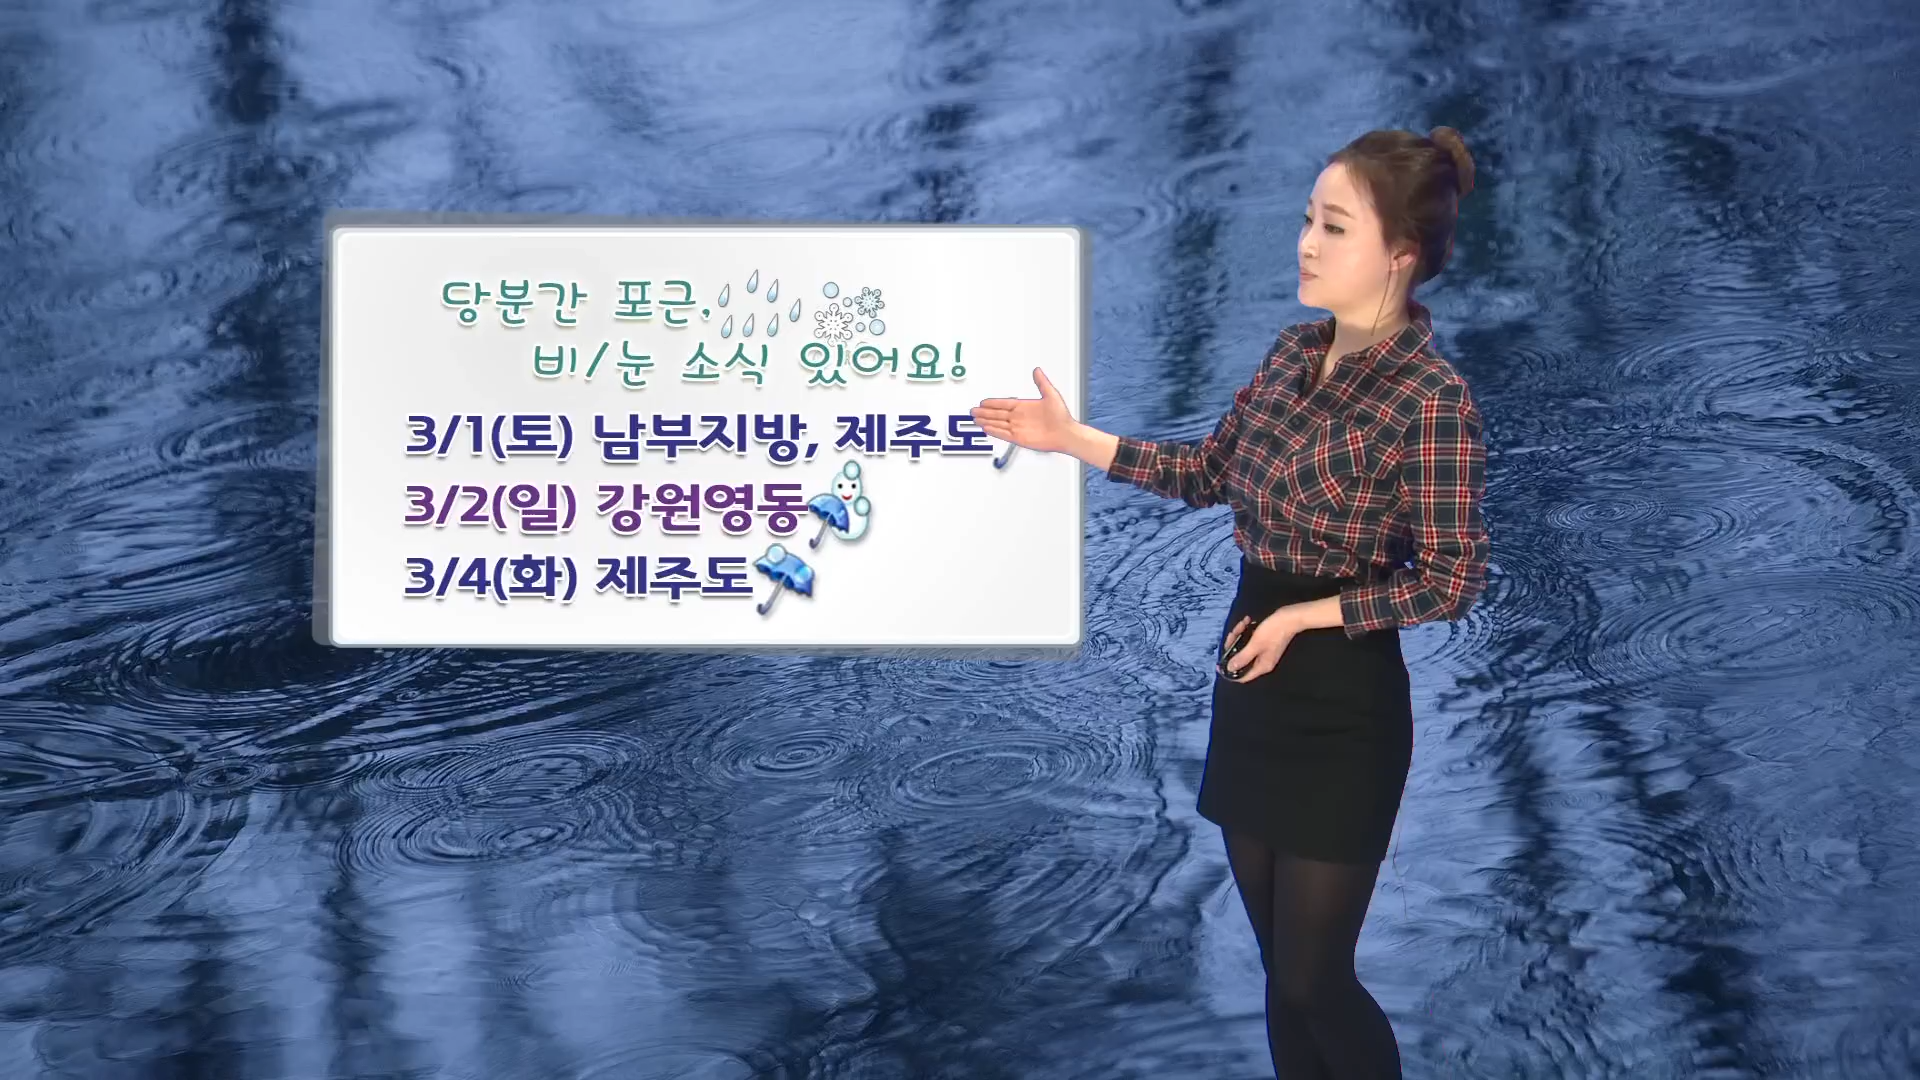 당분간 포근,
비/눈 소식 있어요!
3/1(토) 남부지방, 제주도
3/2(일) 강원영동
3/4(화) 제주도